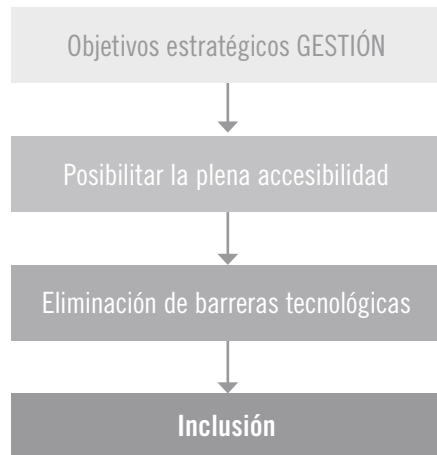 Objetivos estratégicos GESTIÓN
Posibilitar la plena accesibilidad
Eliminación de barreras tecnológicas
Inclusión